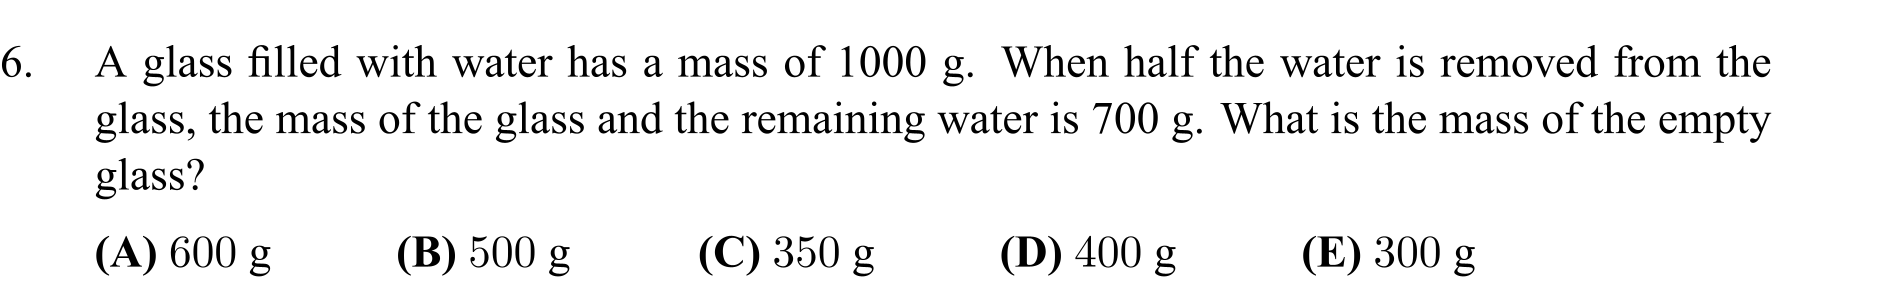 6. A glass filled with water has a mass of 1000 g. When half the water is removed from the
glass, the mass of the glass and the remaining water is 700 g. What is the mass of the empty
glass?
(A) 600 g (B) 500 g (C) 350 g (D) 400 g (E) 300 g